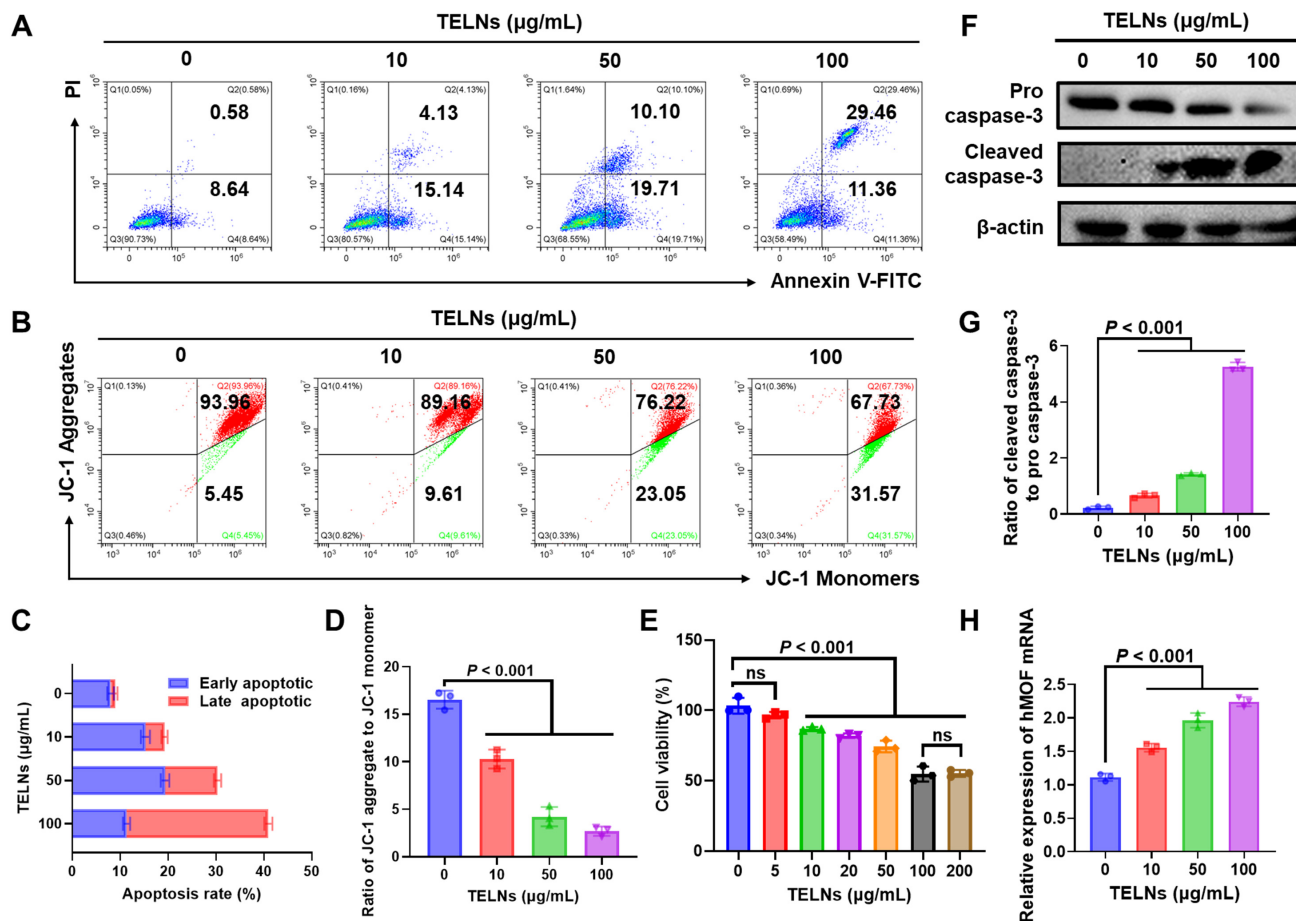 A
TELNs (μg/mL)
0
10
50
100
PI
Q1(0.05%)
Q2(0.58%)
0.58
8.64
Q3(90.73%)
Q4(8.64%)
Q1(0.16%)
Q2(4.13%)
4.13
15.14
Q3(80.57%)
Q4(15.14%)
Q1(1.64%)
Q2(10.10%)
10.10
19.71
Q3(68.55%)
Q4(19.71%)
Q1(0.69%)
Q2(29.46%)
29.46
11.36
Q3(58.49%)
Q4(11.36%)
Annexin V-FITC
B
TELNs (μg/mL)
0
10
50
100
JC-1 Aggregates
Q1(0.13%)
Q2(93.96%)
93.96
5.45
Q3(0.46%)
Q4(5.45%)
Q1(0.41%)
Q2(89.16%)
89.16
9.61
Q3(0.82%)
Q4(9.61%)
Q1(0.41%)
Q2(76.22%)
76.22
23.05
Q3(0.33%)
Q4(23.05%)
Q1(0.36%)
Q2(67.73%)
67.73
31.57
Q3(0.34%)
Q4(31.57%)
JC-1 Monomers
C
TELNs (μg/mL)
0
10
50
100
Early apoptotic
Late apoptotic
0 10 20 30 40 50
Apoptosis rate (%)
D
Ratio of JC-1 aggregate to JC-1 monomer
20
15
10
5
0
P < 0.001
0 10 50 100
TELNs (μg/mL)
E
Cell viability (%)
150
100
50
0
P < 0.001
ns
ns
0 5 10 20 50 100 200
TELNs (μg/mL)
F
TELNs (μg/mL)
0 10 50 100
Pro
caspase-3
Cleaved
caspase-3
β-actin
G
Ratio of cleaved caspase-3
to pro caspase-3
6
4
2
0
P < 0.001
0 10 50 100
TELNs (μg/mL)
H
Relative expression of hMOF mRNA
2.5
2.0
1.5
1.0
0.5
0.0
P < 0.001
0 10 50 100
TELNs (μg/mL)